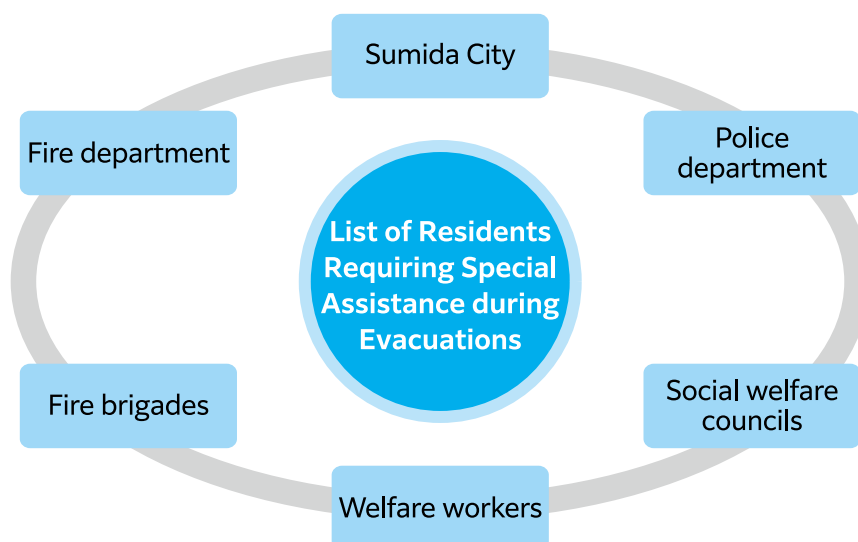 Sumida City
Fire department
Police
department
List of Residents
Requiring Special
Assistance during
Evacuations
Fire brigades
Social welfare
councils
Welfare workers